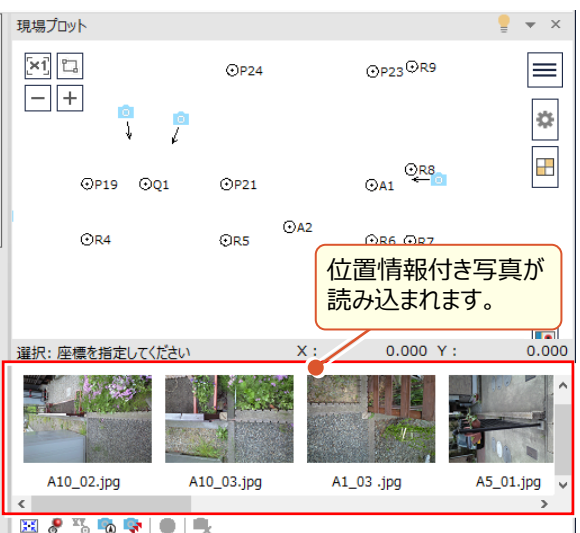 現場プロット
P24
P23
R9
P19
Q1
P21
A1
R8
A2
R4
R5
R6
R7
位置情報付き写真が
読み込まれます。
選択: 座標を指定してください X: 0.000 Y: 0.000
A10_02.jpg A10_03.jpg A1_03 .jpg A5_01.jpg